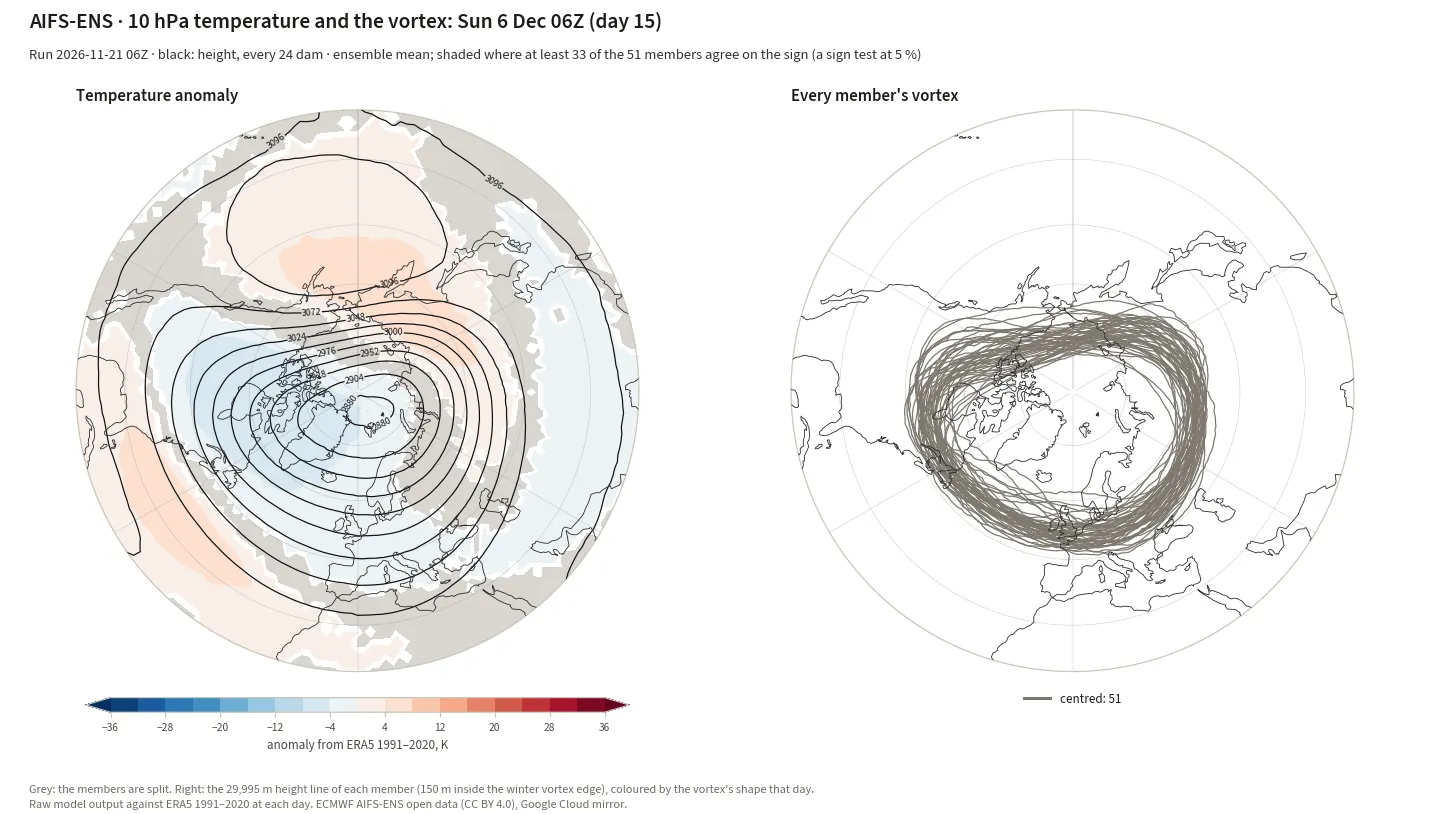 AIFS-ENS · 10 hPa temperature and the vortex: Sun 6 Dec 06Z (day 15)
Run 2026-11-21 06Z · black: height, every 24 dam · ensemble mean; shaded where at least 33 of the 51 members agree on the sign (a sign test at 5 %)
Temperature anomaly
Every member's vortex
3096
3096
3096
3072
3048
3024
3000
2976
2952
2904
2880
2880
centred: 51
−36 −28 −20 −12 −4 4 12 20 28 36
anomaly from ERA5 1991–2020, K
Grey: the members are split. Right: the 29,995 m height line of each member (150 m inside the winter vortex edge), coloured by the vortex's shape that day.
Raw model output against ERA5 1991–2020 at each day. ECMWF AIFS-ENS open data (CC BY 4.0), Google Cloud mirror.